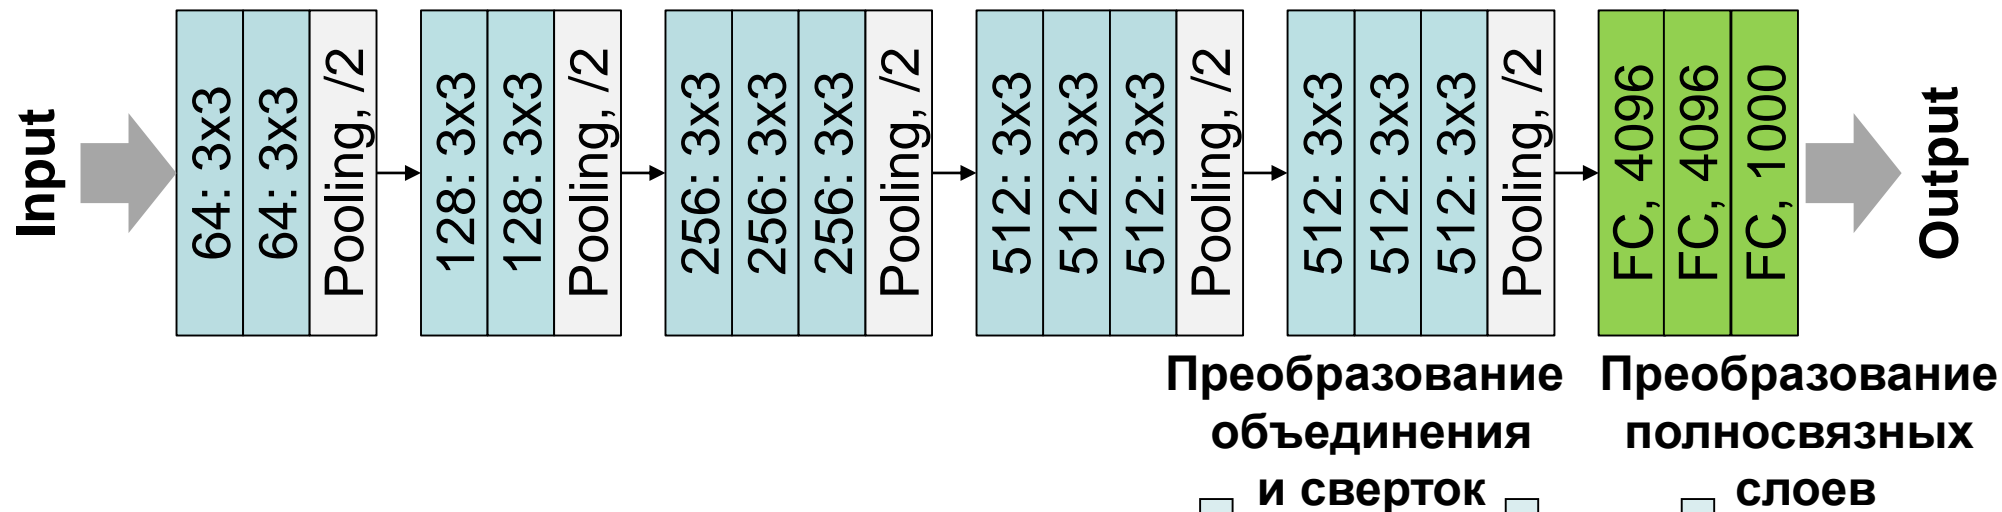 Input
64: 3x3
64: 3x3
Pooling, /2
128: 3x3
128: 3x3
Pooling, /2
256: 3x3
256: 3x3
256: 3x3
Pooling, /2
512: 3x3
512: 3x3
512: 3x3
Pooling, /2
512: 3x3
512: 3x3
512: 3x3
Pooling, /2
FC, 4096
FC, 4096
FC, 1000
Output
Преобразование
объединения
и сверток
Преобразование
полносвязных
слоев